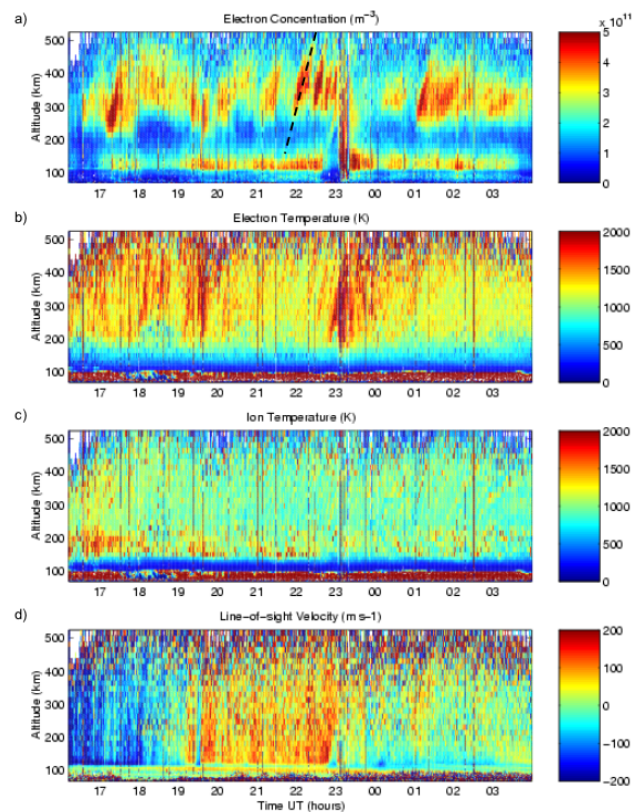 a) Electron Concentration (m⁻³)
x 10¹¹
500
400
300
200
100
Altitude (km)
17 18 19 20 21 22 23 00 01 02 03
5
4
3
2
1
0
b) Electron Temperature (K)
500
400
300
200
100
Altitude (km)
17 18 19 20 21 22 23 00 01 02 03
2000
1500
1000
500
0
c) Ion Temperature (K)
500
400
300
200
100
Altitude (km)
17 18 19 20 21 22 23 00 01 02 03
2000
1500
1000
500
0
d) Line-of-sight Velocity (m s-1)
500
400
300
200
100
Altitude (km)
17 18 19 20 21 22 23 00 01 02 03
Time UT (hours)
200
100
0
-100
-200